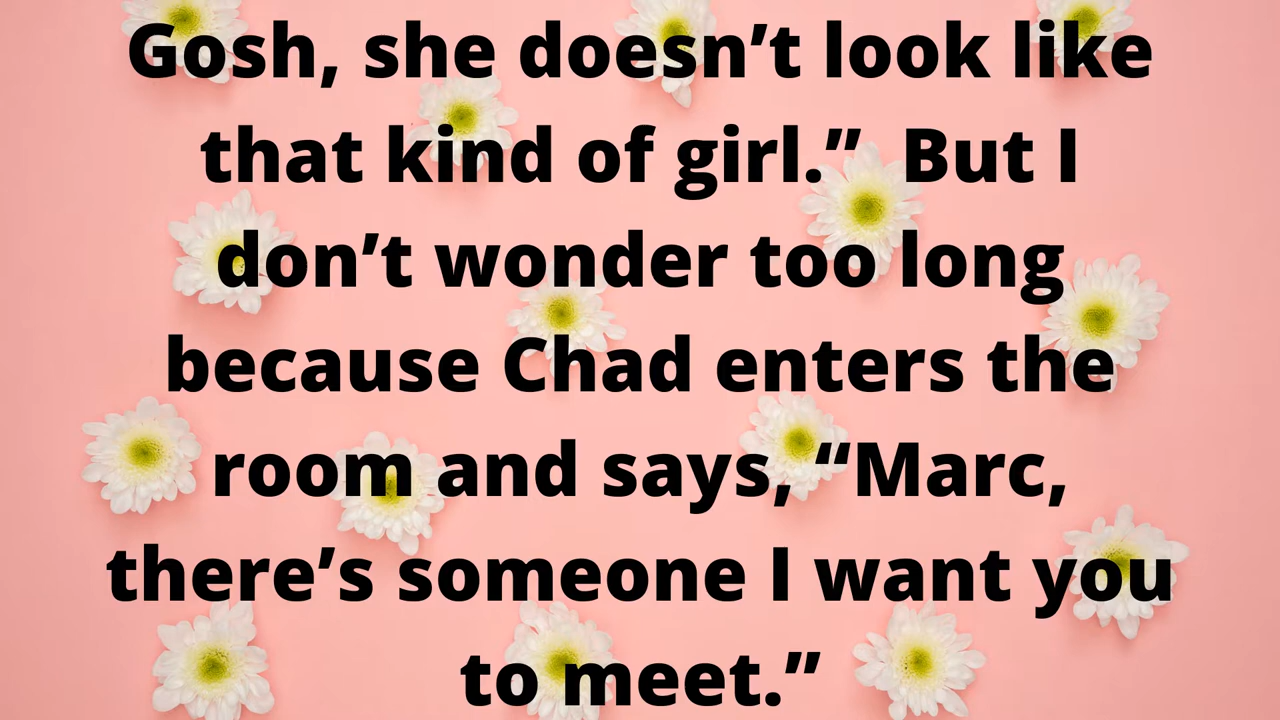 Gosh, she doesn’t look like
that kind of girl.”  But I
don’t wonder too long
because Chad enters the
room and says, “Marc,
there’s someone I want you
to meet.”